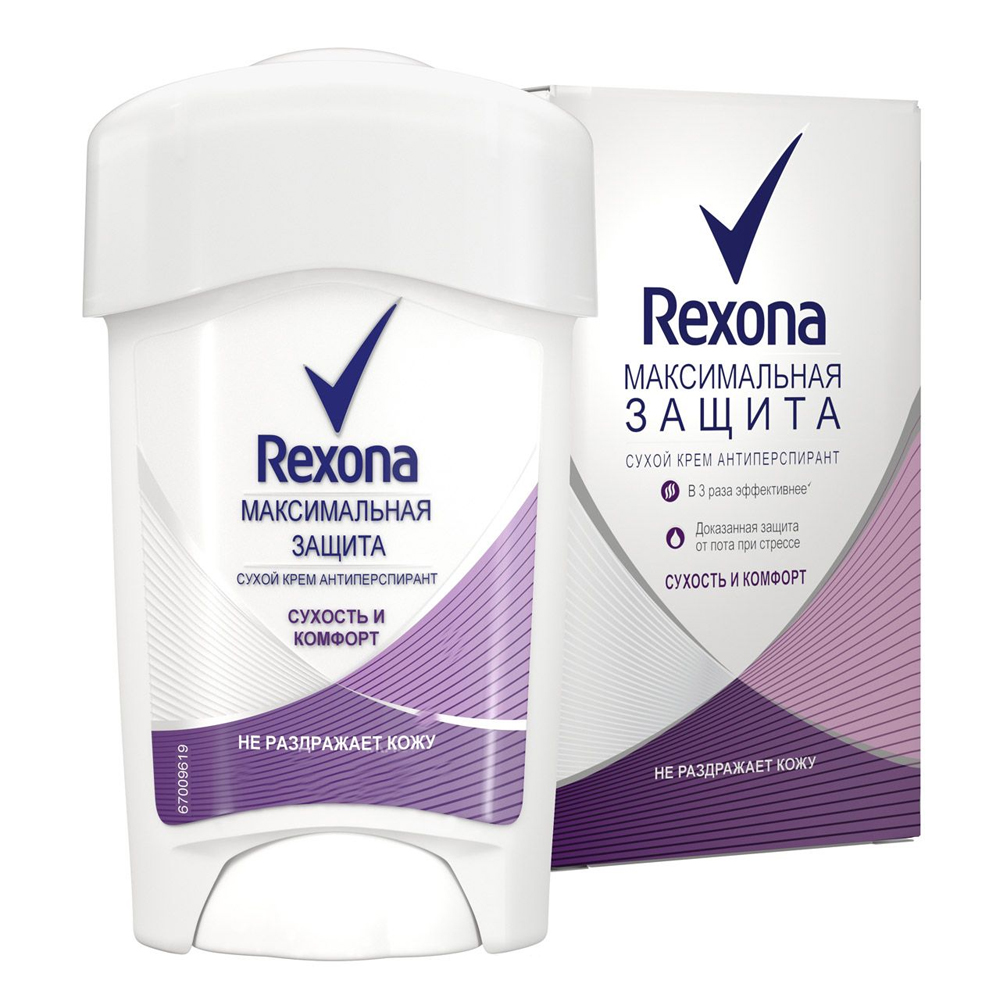 Rexona
МАКСИМАЛЬНАЯ
ЗАЩИТА
СУХОЙ КРЕМ АНТИПЕРСПИРАНТ
СУХОСТЬ И
КОМФОРТ
НЕ РАЗДРАЖАЕТ КОЖУ
67009619
Rexona
МАКСИМАЛЬНАЯ
ЗАЩИТА
СУХОЙ КРЕМ АНТИПЕРСПИРАНТ
В 3 раза эффективнее✓
Доказанная защита
от пота при стрессе
СУХОСТЬ И КОМФОРТ
НЕ РАЗДРАЖАЕТ КОЖУ